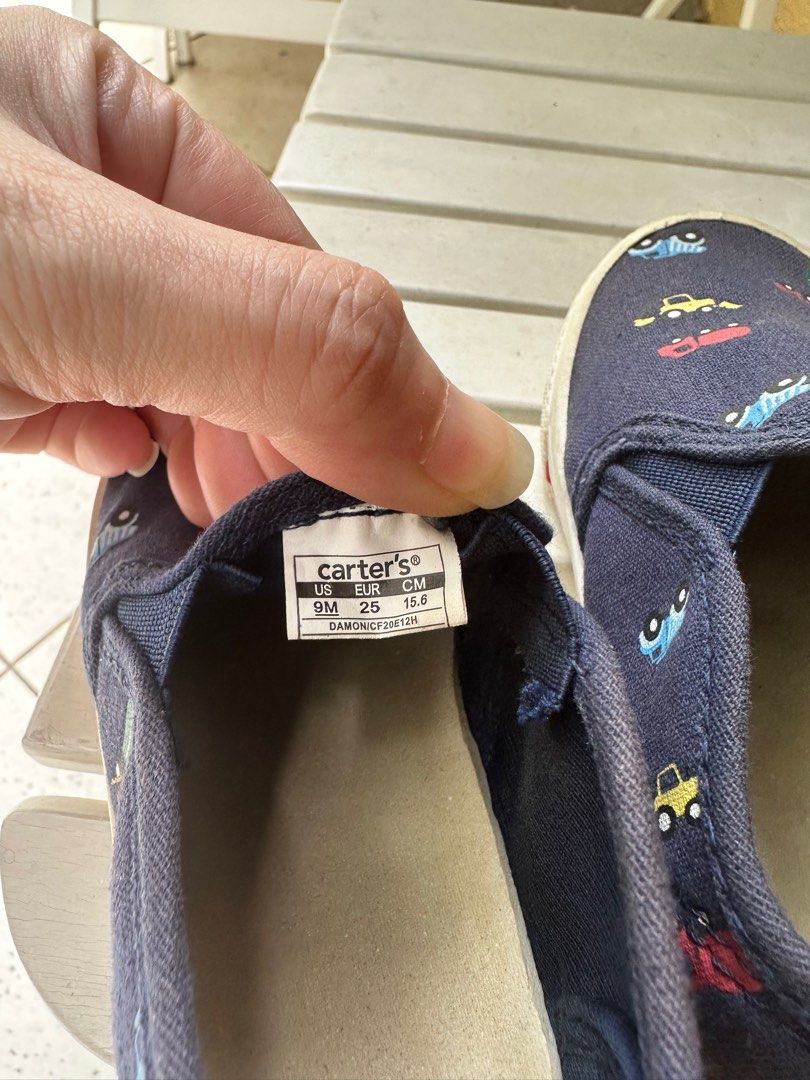 carter's®
US EUR CM
9M 25 15.6
DAMON/CF20E12H